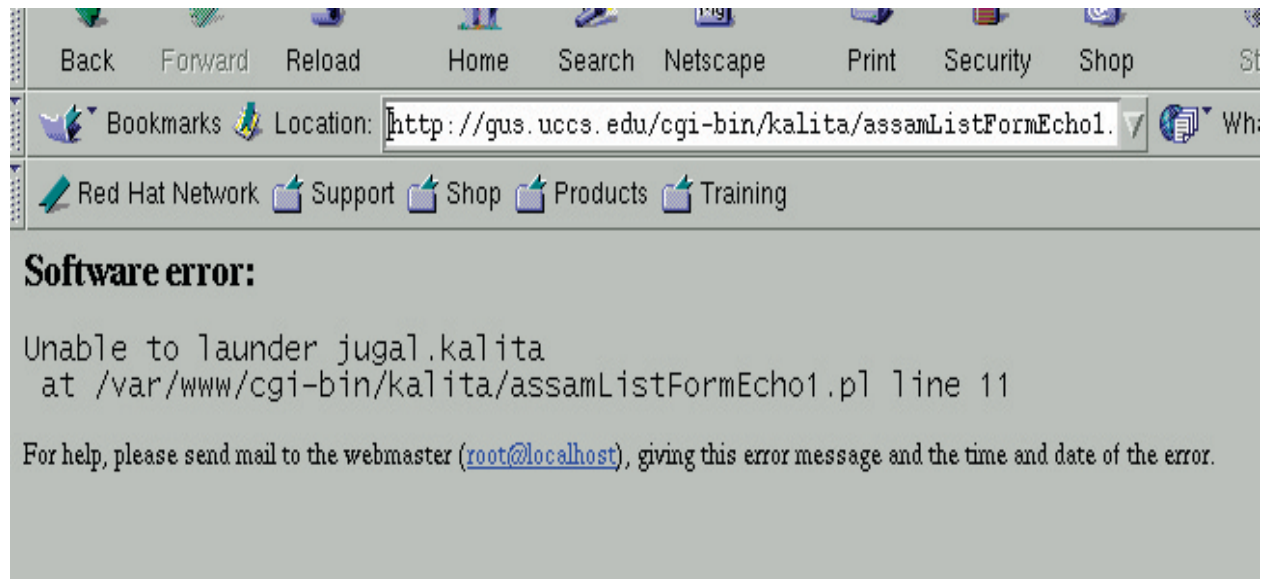 Back Forward Reload Home Search Netscape Print Security Shop
Bookmarks Location: http://gus.uccs.edu/cgi-bin/kalita/assamListFormEcho1.
Red Hat Network Support Shop Products Training
Software error:
Unable to launder jugal.kalita
at /var/www/cgi-bin/kalita/assamListFormEcho1.pl line 11
For help, please send mail to the webmaster (root@localhost), giving this error message and the time and date of the error.